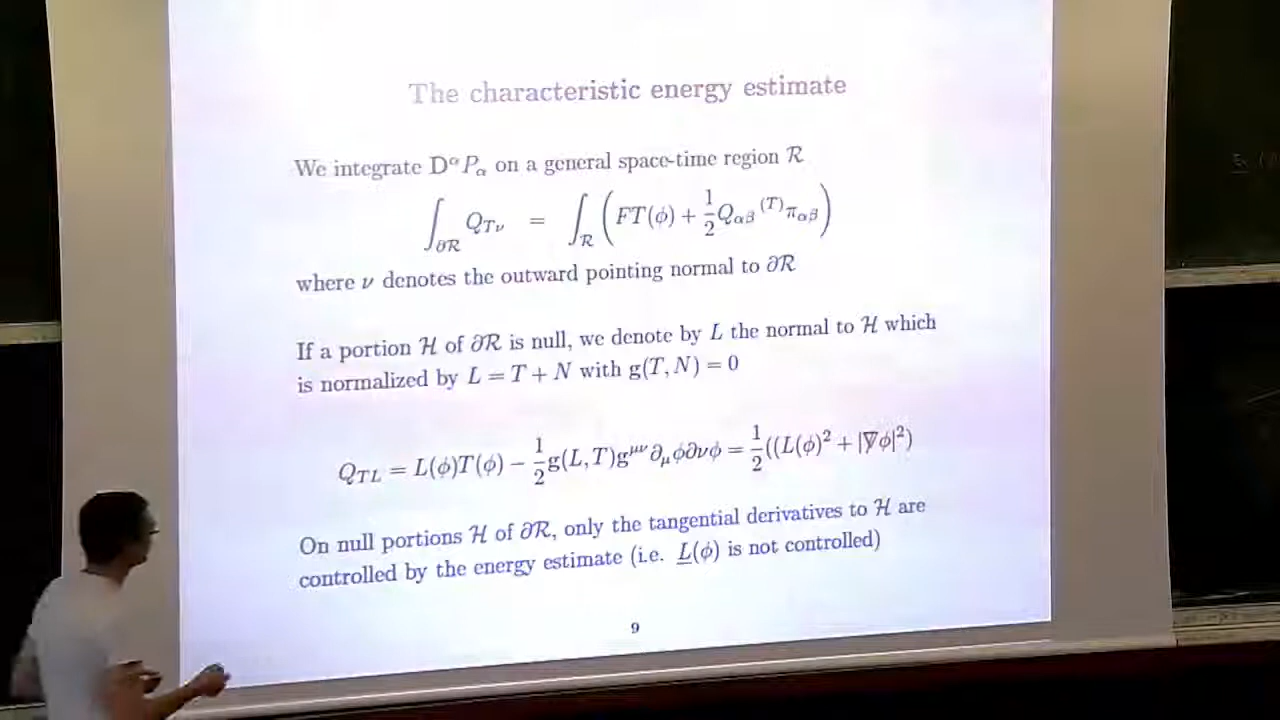 The characteristic energy estimate
We integrate D^α P_α on a general space-time region ℛ
∫_{∂ℛ} Q_{Tν} = ∫_ℛ ( FT(ϕ) + 1/2 Q_{αβ} ^{(T)}π_{αβ} )
where ν denotes the outward pointing normal to ∂ℛ
If a portion ℋ of ∂ℛ is null, we denote by L the normal to ℋ which
is normalized by L = T + N with g(T, N) = 0
Q_{TL} = L(ϕ)T(ϕ) − 1/2 g(L, T)g^{μν} ∂_μϕ∂νϕ = 1/2 ((L(ϕ)^2 + |∇̸ϕ|^2)
On null portions ℋ of ∂ℛ, only the tangential derivatives to ℋ are
controlled by the energy estimate (i.e. L̲(ϕ) is not controlled)
9